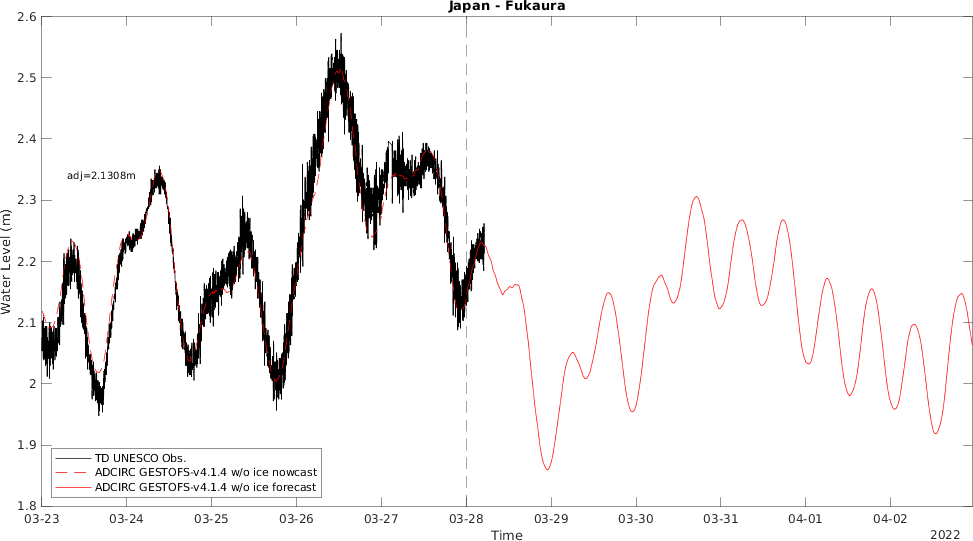 Japan - Fukaura
2.6
2.5
2.4
2.3
2.2
2.1
2
1.9
1.8
Water Level (m)
adj=2.1308m
TD UNESCO Obs.
ADCIRC GESTOFS-v4.1.4 w/o ice nowcast
ADCIRC GESTOFS-v4.1.4 w/o ice forecast
03-23 03-24 03-25 03-26 03-27 03-28 03-29 03-30 03-31 04-01 04-02
Time
2022